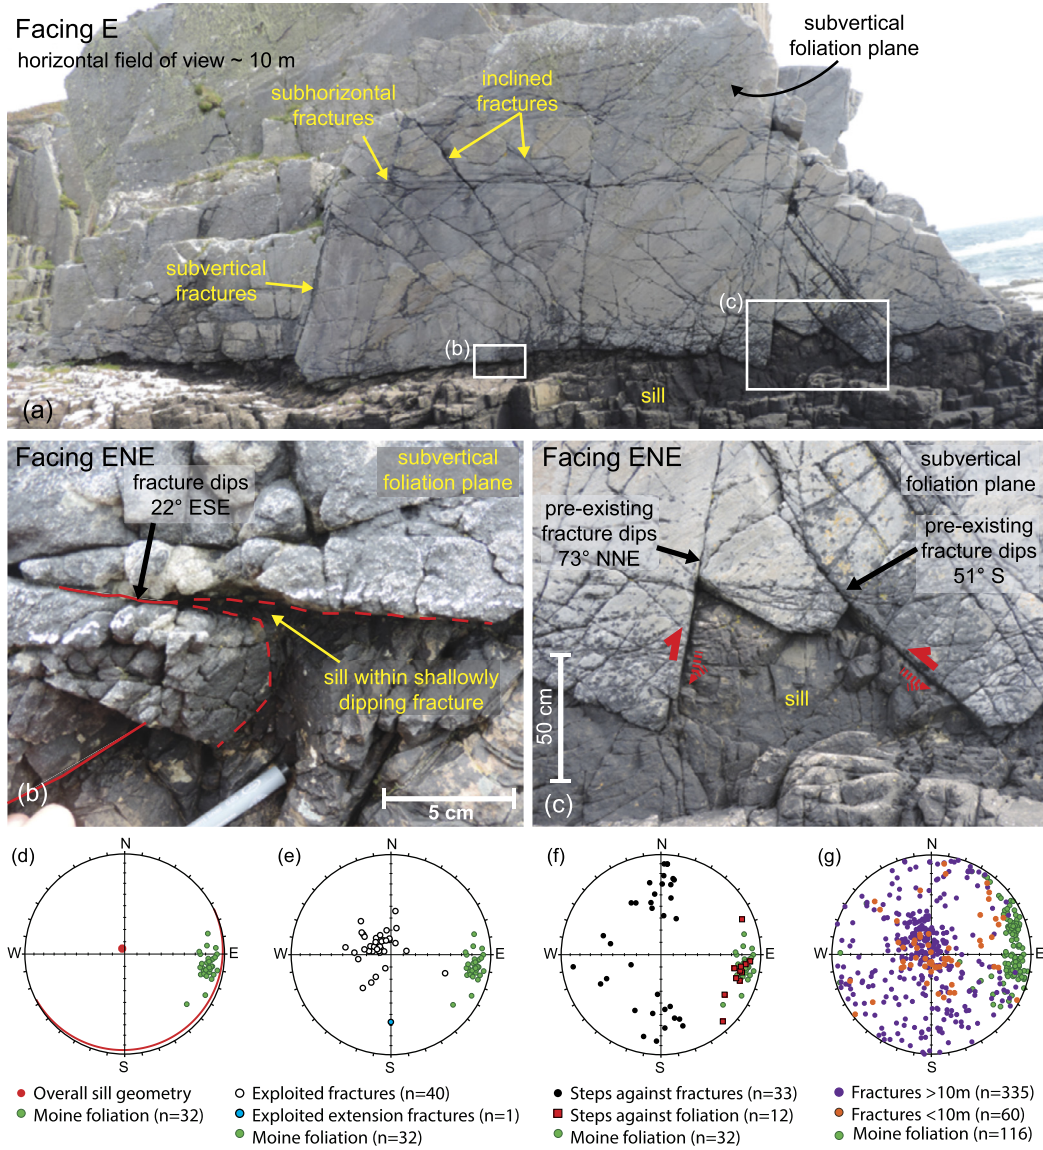 Facing E
horizontal field of view ~ 10 m
subvertical
foliation plane
inclined
fractures
subhorizontal
fractures
subvertical
fractures
(b)
(c)
sill
(a)
Facing ENE
fracture dips
22° ESE
subvertical
foliation plane
sill within shallowly
dipping fracture
(b)
5 cm
Facing ENE
subvertical
foliation plane
pre-existing
fracture dips
73° NNE
pre-existing
fracture dips
51° S
sill
50 cm
(c)
(d)
N
W
E
S
Overall sill geometry
Moine foliation (n=32)
(e)
N
W
E
S
Exploited fractures (n=40)
Exploited extension fractures (n=1)
Moine foliation (n=32)
(f)
N
W
E
S
Steps against fractures (n=33)
Steps against foliation (n=12)
Moine foliation (n=32)
(g)
N
W
E
S
Fractures >10m (n=335)
Fractures <10m (n=60)
Moine foliation (n=116)